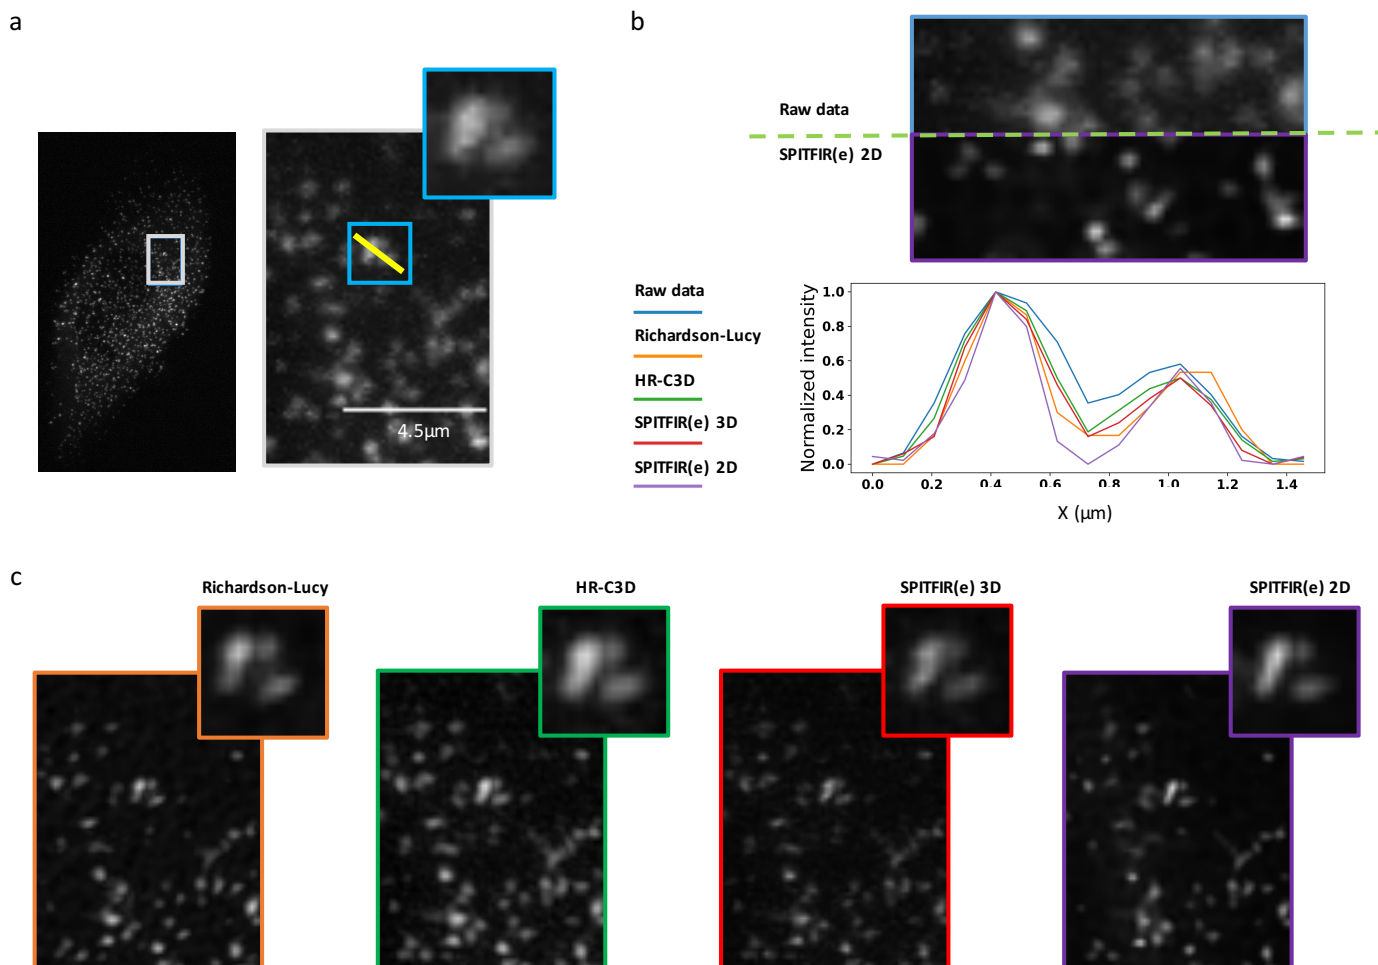 a
4.5µm
b
Raw data
SPITFIR(e) 2D
Raw data
Richardson-Lucy
HR-C3D
SPITFIR(e) 3D
SPITFIR(e) 2D
Normalized intensity
1.0
0.8
0.6
0.4
0.2
0.0
0.0 0.2 0.4 0.6 0.8 1.0 1.2 1.4
X (µm)
c
Richardson-Lucy
HR-C3D
SPITFIR(e) 3D
SPITFIR(e) 2D